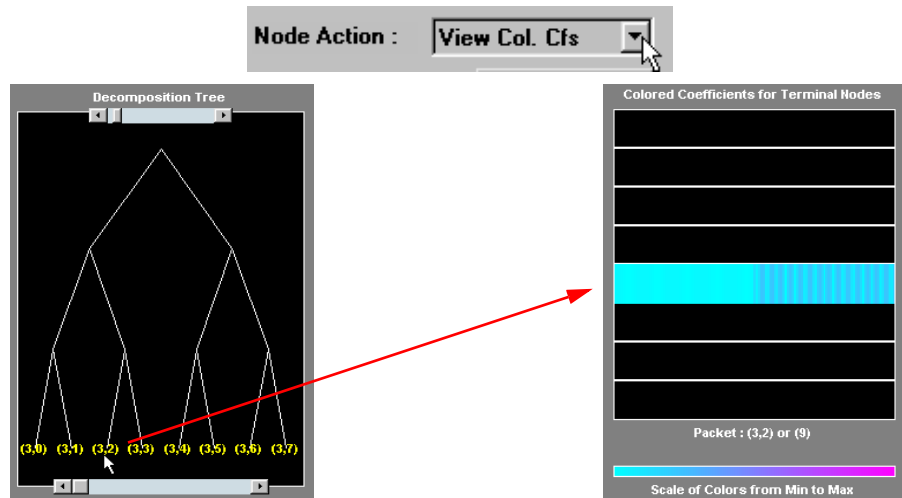 Node Action : View Col. Cfs
Decomposition Tree
(3,0) (3,1) (3,2) (3,3) (3,4) (3,5) (3,6) (3,7)
Colored Coefficients for Terminal Nodes
Packet : (3,2) or (9)
Scale of Colors from Min to Max